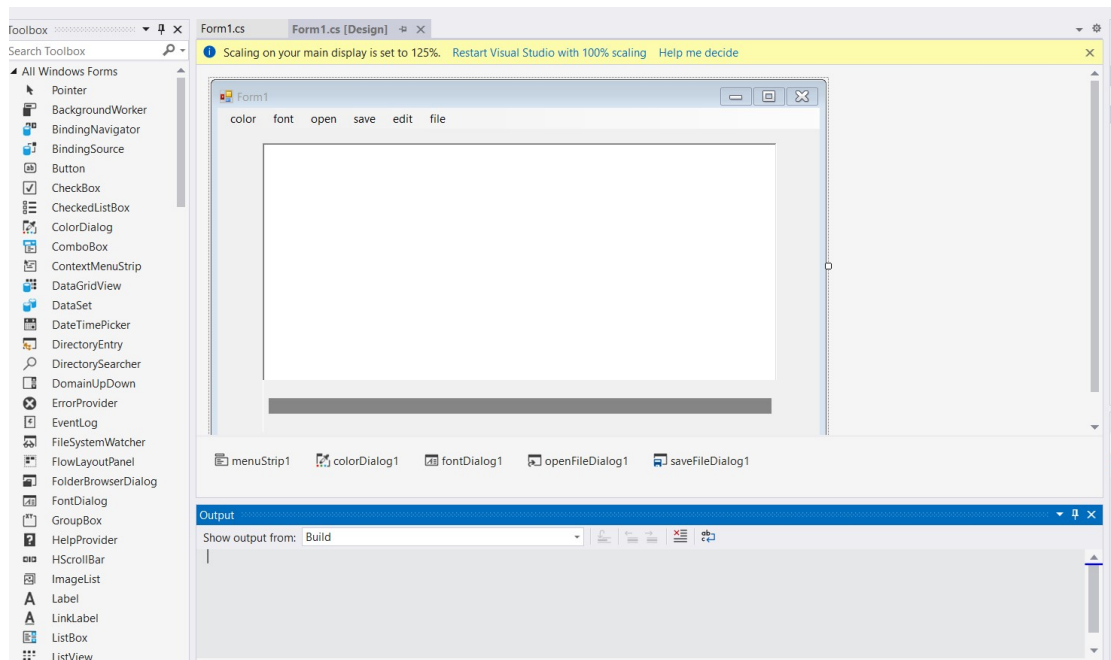 Toolbox
Search Toolbox
All Windows Forms
Pointer
BackgroundWorker
BindingNavigator
BindingSource
Button
CheckBox
CheckedListBox
ColorDialog
ComboBox
ContextMenuStrip
DataGridView
DataSet
DateTimePicker
DirectoryEntry
DirectorySearcher
DomainUpDown
ErrorProvider
EventLog
FileSystemWatcher
FlowLayoutPanel
FolderBrowserDialog
FontDialog
GroupBox
HelpProvider
HScrollBar
ImageList
Label
LinkLabel
ListBox
ListView
Form1.cs Form1.cs [Design]
Scaling on your main display is set to 125%. Restart Visual Studio with 100% scaling Help me decide
Form1
color font open save edit file
menuStrip1 colorDialog1 fontDialog1 openFileDialog1 saveFileDialog1
Output
Show output from: Build